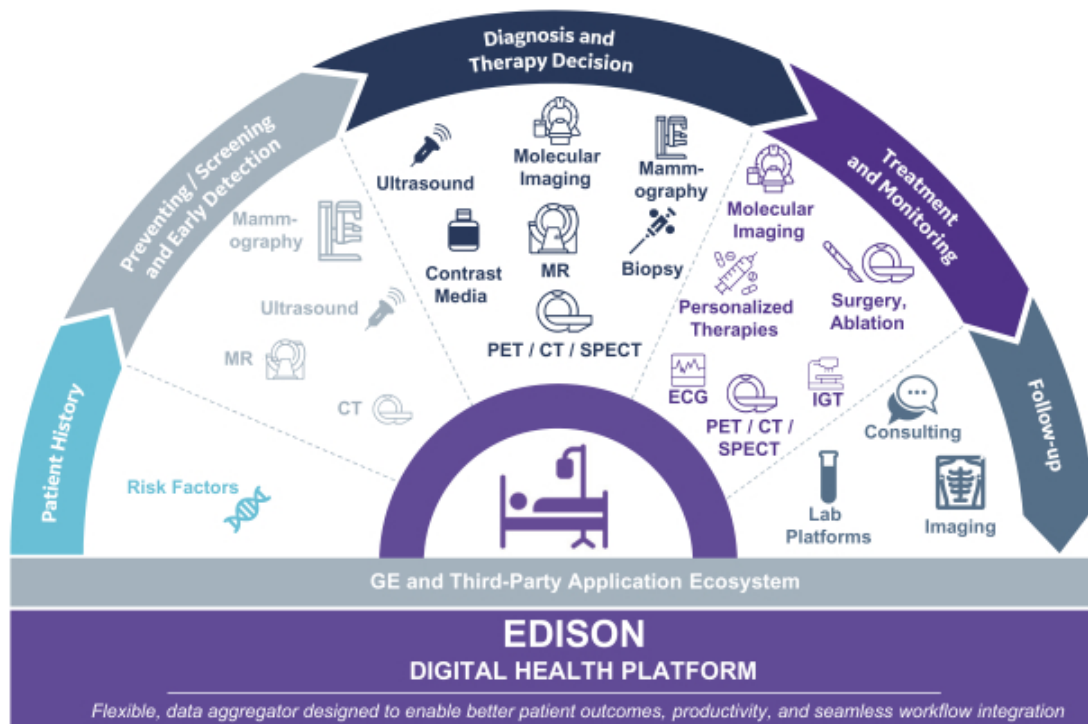 Patient History
Risk Factors
Preventing / Screening
and Early Detection
Mamm-
ography
Ultrasound
MR
CT
Diagnosis and
Therapy Decision
Ultrasound
Molecular
Imaging
Mamm-
ography
Contrast
Media
MR
Biopsy
PET / CT / SPECT
Treatment
and Monitoring
Molecular
Imaging
Personalized
Therapies
Surgery,
Ablation
ECG
PET / CT /
SPECT
IGT
Follow-up
Consulting
Lab
Platforms
Imaging
GE and Third-Party Application Ecosystem
EDISON
DIGITAL HEALTH PLATFORM
Flexible, data aggregator designed to enable better patient outcomes, productivity, and seamless workflow integration